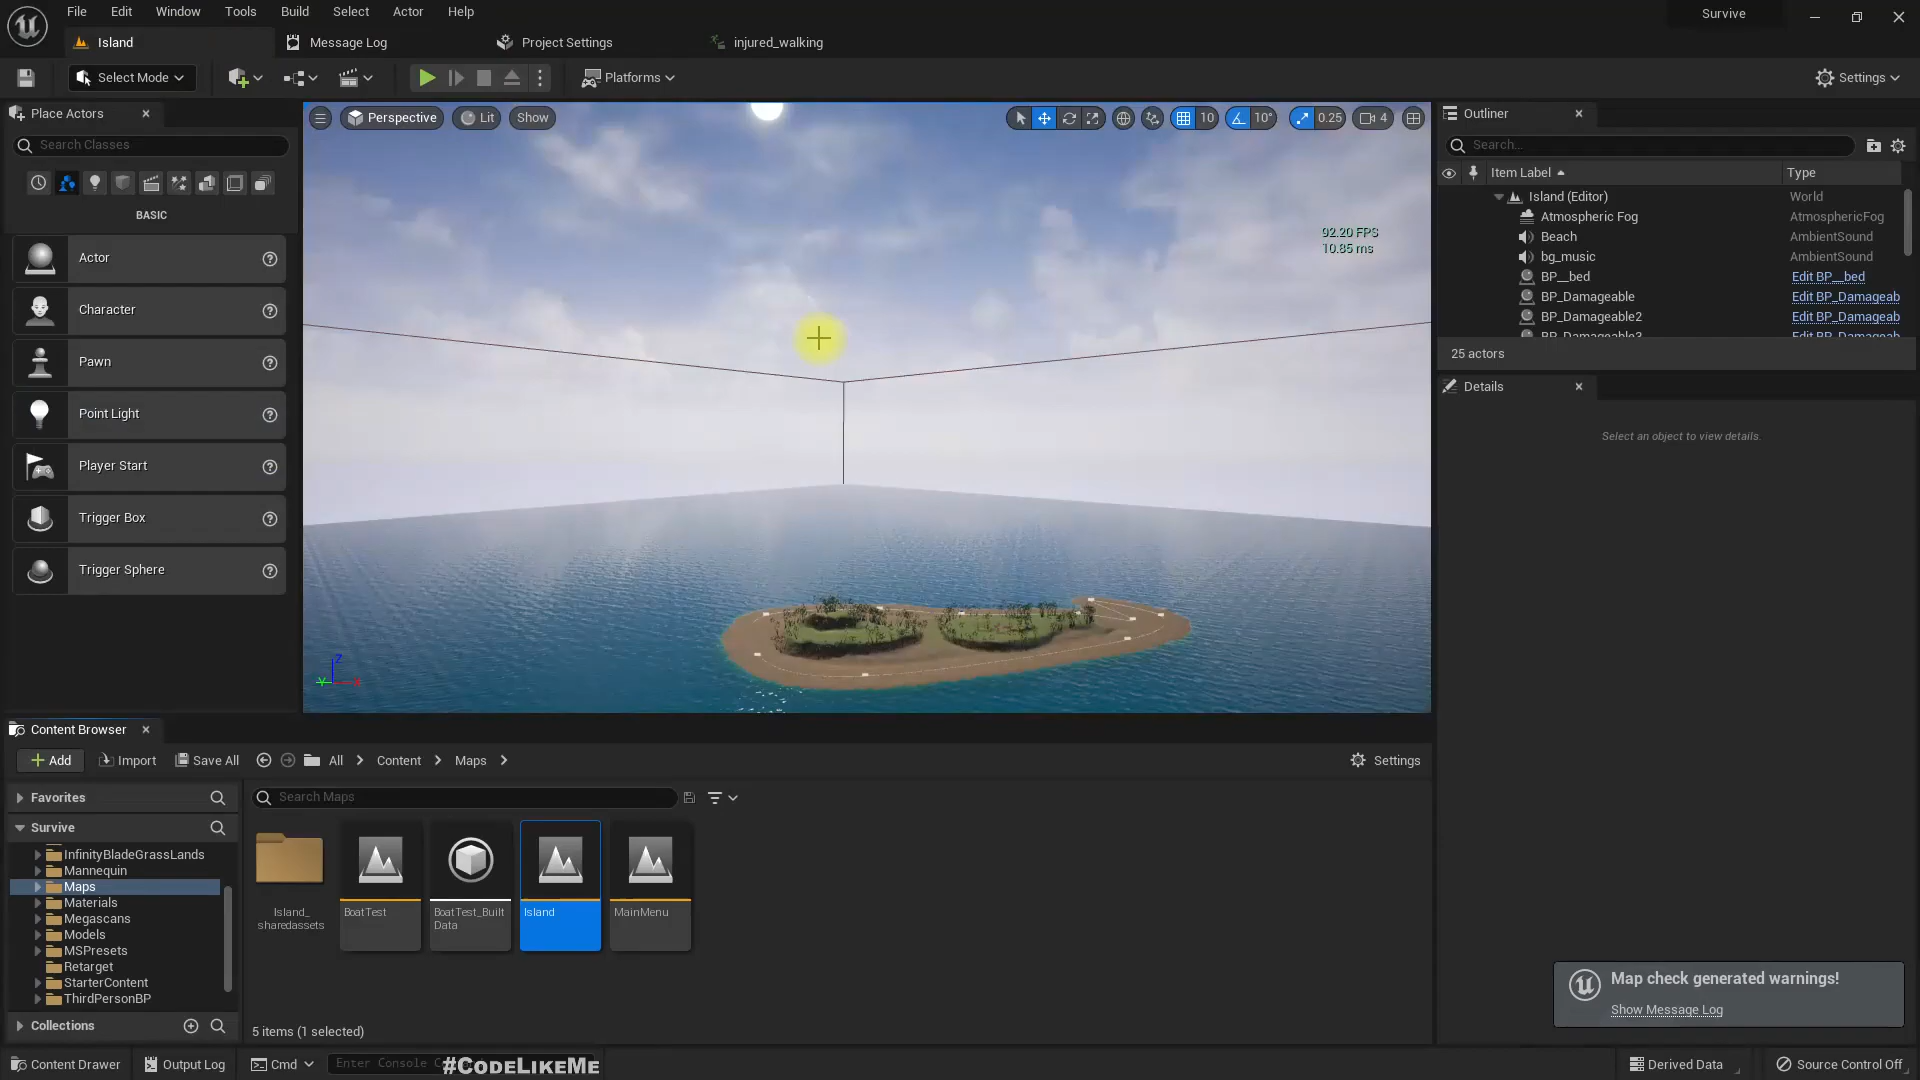 File Edit Window Tools Build Select Actor Help
Survive
Island
Message Log
Project Settings
injured_walking
Select Mode
Platforms
Settings
Place Actors
Search Classes
BASIC
Actor
Character
Pawn
Point Light
Player Start
Trigger Box
Trigger Sphere
Perspective
Lit
Show
10
10°
0.25
4
92.20 FPS
10.85 ms
Outliner
Search...
Item Label
Type
Island (Editor) World
Atmospheric Fog AtmosphericFog
Beach AmbientSound
bg_music AmbientSound
BP__bed Edit BP__bed
BP_Damageable Edit BP_Damageab
BP_Damageable2 Edit BP_Damageab
BP_Damageable3 Edit BP_Damageab
25 actors
Details
Select an object to view details.
Content Browser
Add
Import
Save All
All
Content
Maps
Settings
Favorites
Survive
InfinityBladeGrassLands
Mannequin
Maps
Materials
Megascans
Models
MSPresets
Retarget
StarterContent
ThirdPersonBP
Collections
Search Maps
Island_
sharedassets
BoatTest
BoatTest_Built
Data
Island
MainMenu
5 items (1 selected)
Map check generated warnings!
Show Message Log
Content Drawer
Output Log
Cmd
Enter Console C
#CODELIKEME
Derived Data
Source Control Off